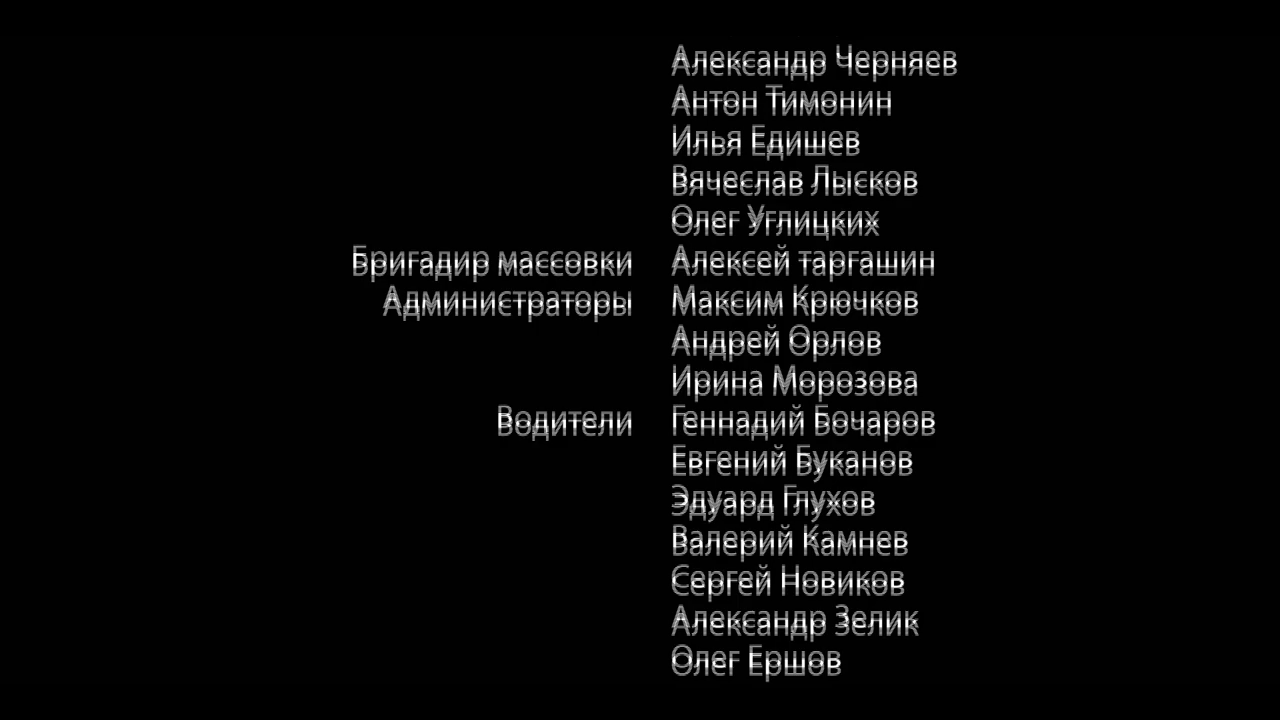 Александр Черняев
Антон Тимонин
Илья Едишев
Вячеслав Лысков
Олег Углицких
Бригадир массовки Алексей таргашин
Администраторы Максим Крючков
Андрей Орлов
Ирина Морозова
Водители Геннадий Бочаров
Евгений Буканов
Эдуард Глухов
Валерий Камнев
Сергей Новиков
Александр Зелик
Олег Ершов